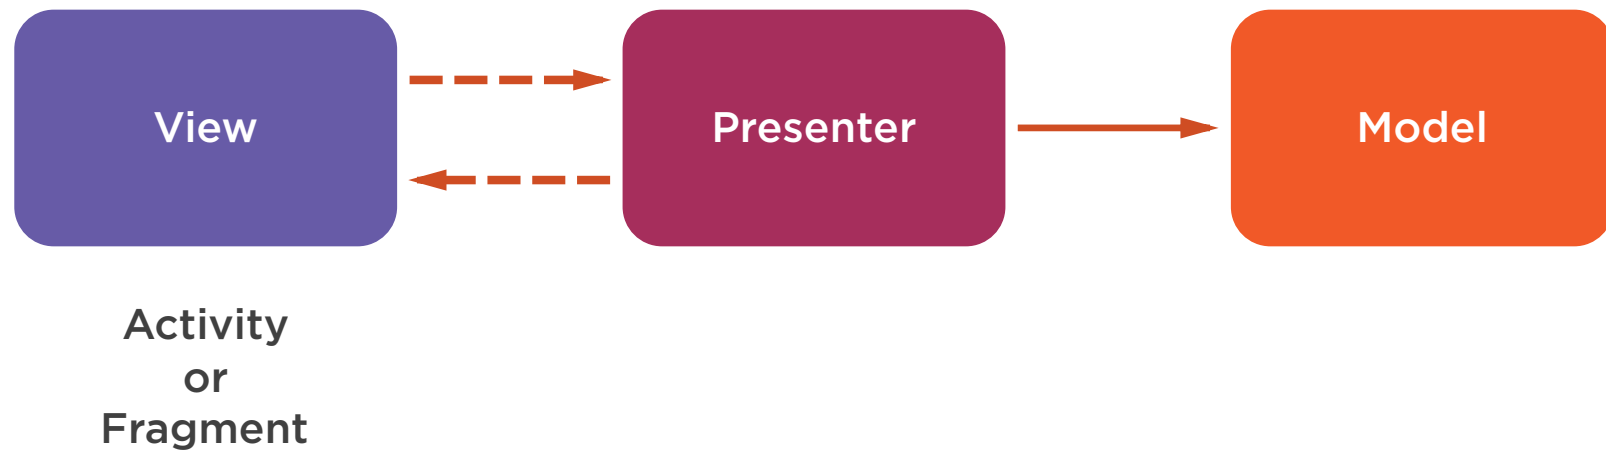 View
Presenter
Model
Activity
or
Fragment